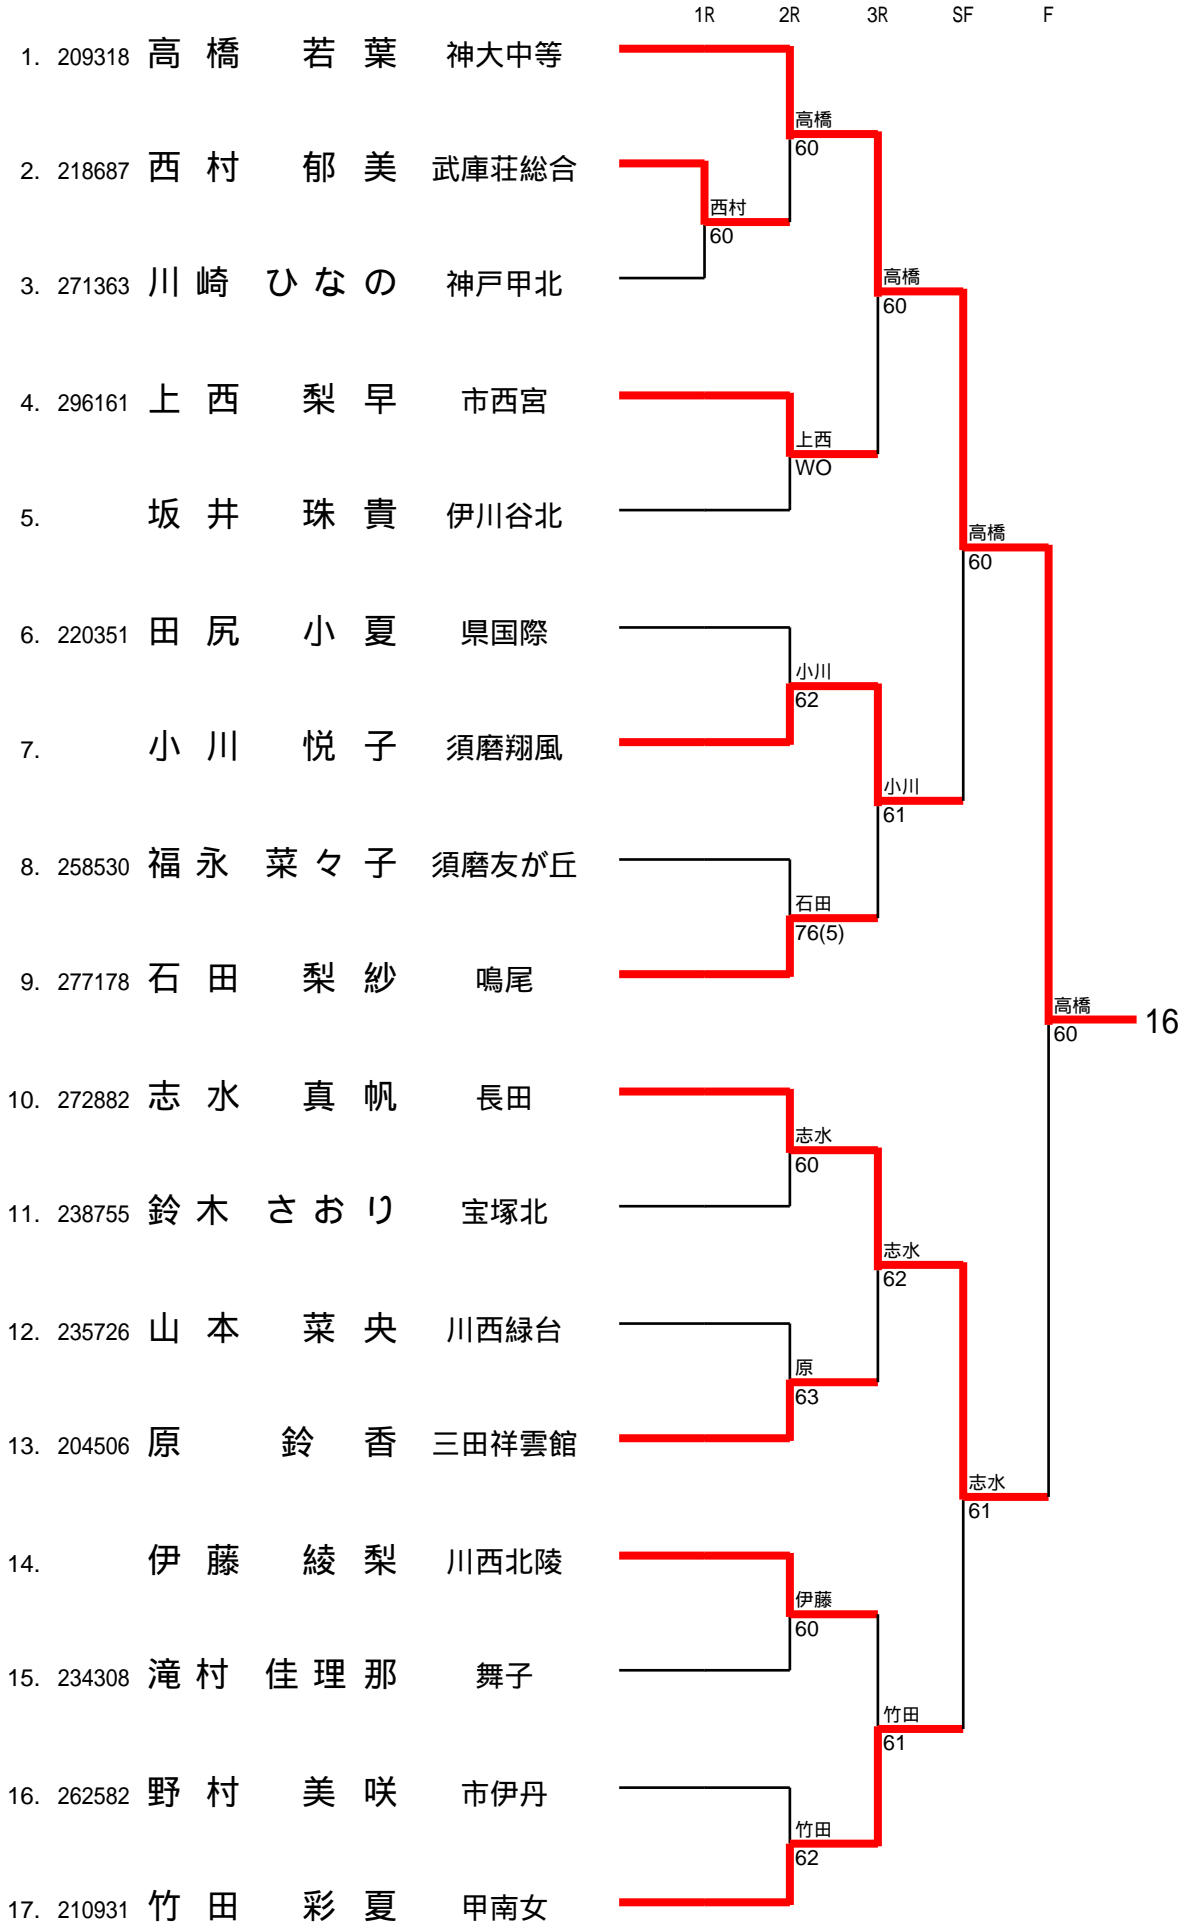 1R 2R 3R SF F
1. 209318 高橋 若葉 神大中等
高橋
60
2. 218687 西村 郁美 武庫荘総合
西村
60
3. 271363 川崎 ひなの 神戸甲北
高橋
60
4. 296161 上西 梨早 市西宮
上西
WO
5. 坂井 珠貴 伊川谷北
高橋
60
6. 220351 田尻 小夏 県国際
小川
62
7. 小川 悦子 須磨翔風
小川
61
8. 258530 福永 菜々子 須磨友が丘
石田
76(5)
9. 277178 石田 梨紗 鳴尾
高橋
60
16
10. 272882 志水 真帆 長田
志水
60
11. 238755 鈴木 さおり 宝塚北
志水
62
12. 235726 山本 菜央 川西緑台
原
63
13. 204506 原 鈴香 三田祥雲館
志水
61
14. 伊藤 綾梨 川西北陵
伊藤
60
15. 234308 滝村 佳理那 舞子
竹田
61
16. 262582 野村 美咲 市伊丹
竹田
62
17. 210931 竹田 彩夏 甲南女